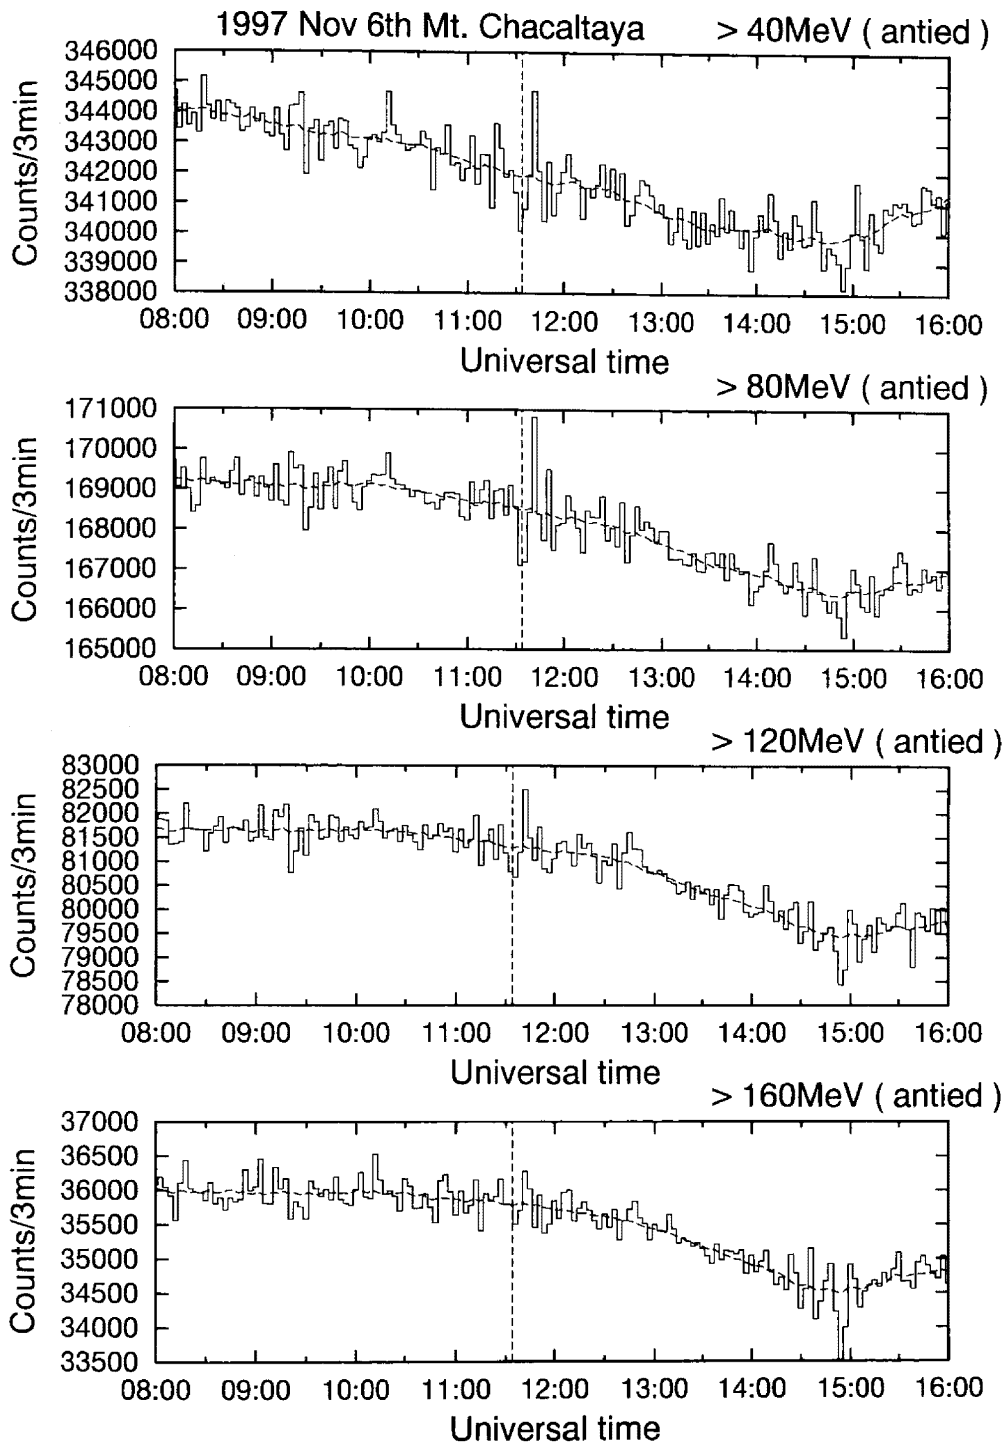 1997 Nov 6th Mt. Chacaltaya > 40MeV ( antied )
346000
345000
344000
343000
342000
341000
340000
339000
338000
Counts/3min
08:00 09:00 10:00 11:00 12:00 13:00 14:00 15:00 16:00
Universal time
> 80MeV ( antied )
171000
170000
169000
168000
167000
166000
165000
Counts/3min
08:00 09:00 10:00 11:00 12:00 13:00 14:00 15:00 16:00
Universal time
> 120MeV ( antied )
83000
82500
82000
81500
81000
80500
80000
79500
79000
78500
78000
Counts/3min
08:00 09:00 10:00 11:00 12:00 13:00 14:00 15:00 16:00
Universal time
> 160MeV ( antied )
37000
36500
36000
35500
35000
34500
34000
33500
Counts/3min
08:00 09:00 10:00 11:00 12:00 13:00 14:00 15:00 16:00
Universal time